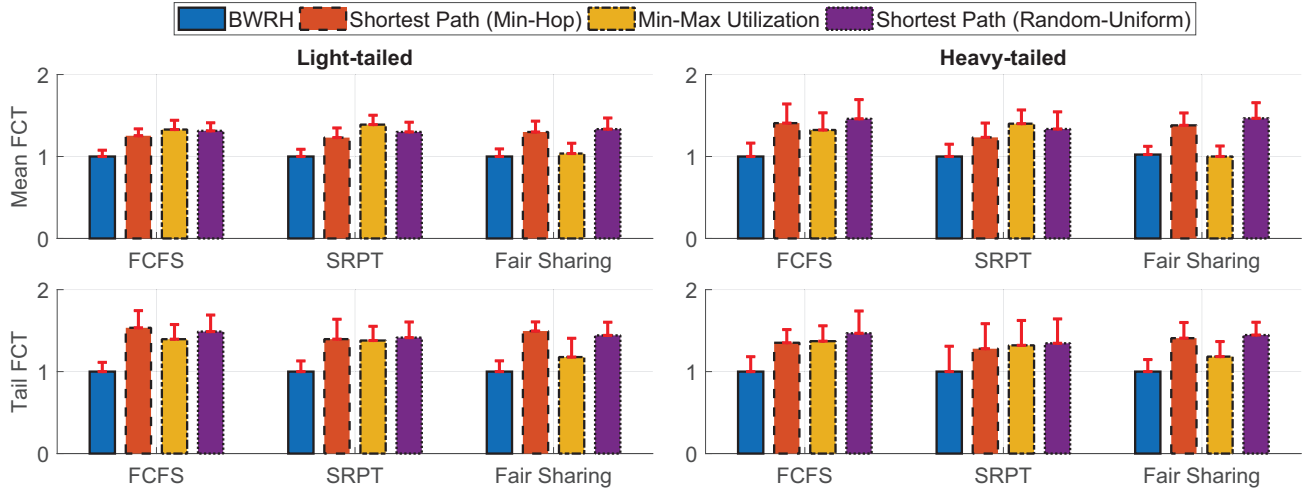 BWRH Shortest Path (Min-Hop) Min-Max Utilization Shortest Path (Random-Uniform)
Light-tailed Heavy-tailed
Mean FCT
2
1
0
FCFS SRPT Fair Sharing
2
1
0
FCFS SRPT Fair Sharing
Tail FCT
2
1
0
FCFS SRPT Fair Sharing
2
1
0
FCFS SRPT Fair Sharing